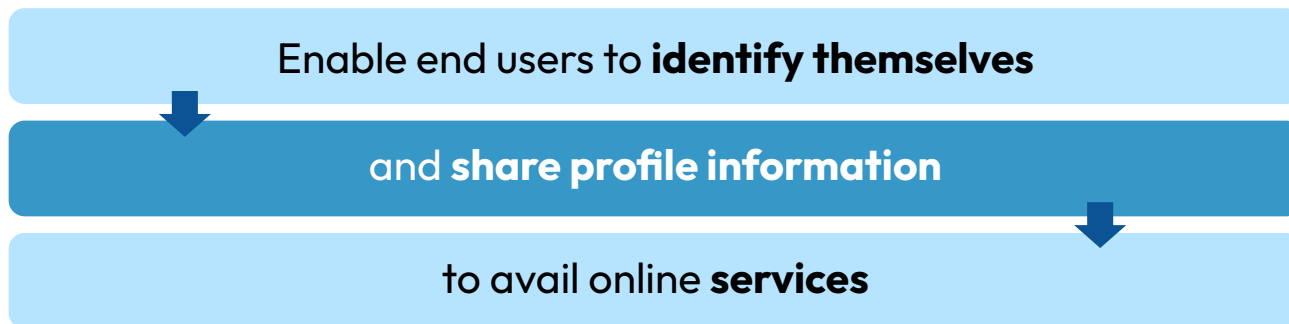 Enable end users to identify themselves
and share profile information
to avail online services